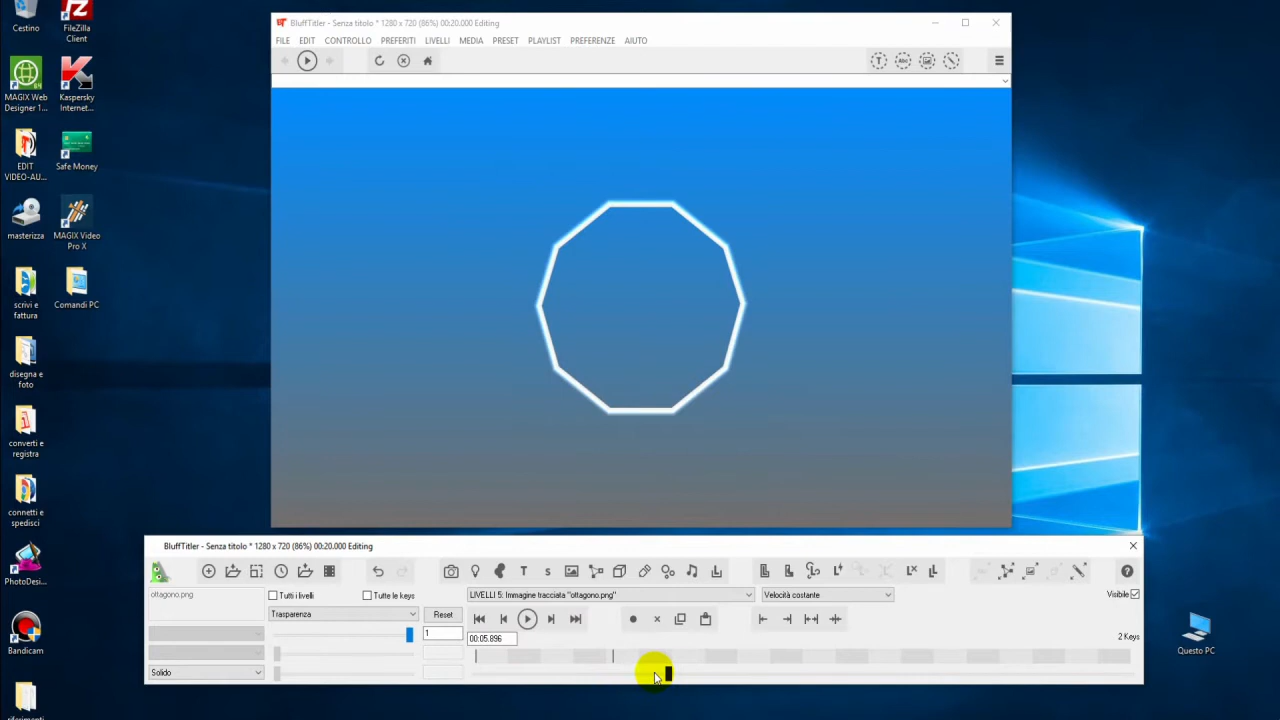 Cestino
FileZilla
Client
MAGIX Web
Designer 1...
Kaspersky
Internet...
EDIT
VIDEO-AU...
Safe Money
masterizza
MAGIX Video
Pro X
scrivi e
fattura
Comandi PC
disegna e
foto
converti e
registra
connetti e
spedisci
PhotoDesi...
Bandicam
riferimenti
Questo PC
BluffTitler - Senza titolo * 1280 x 720 (86%) 00:20.000 Editing
FILE EDIT CONTROLLO PREFERITI LIVELLI MEDIA PRESET PLAYLIST PREFERENZE AIUTO
T Abc
BluffTitler - Senza titolo * 1280 x 720 (86%) 00:20.000 Editing
T S
ottagono.png
Tutti i livelli
Tutte le keys
LIVELLI 5: Immagine tracciata "ottagono.png"
Velocità costante
Visibile
Trasparenza
Reset
1
00:05.896
2 Keys
Solido